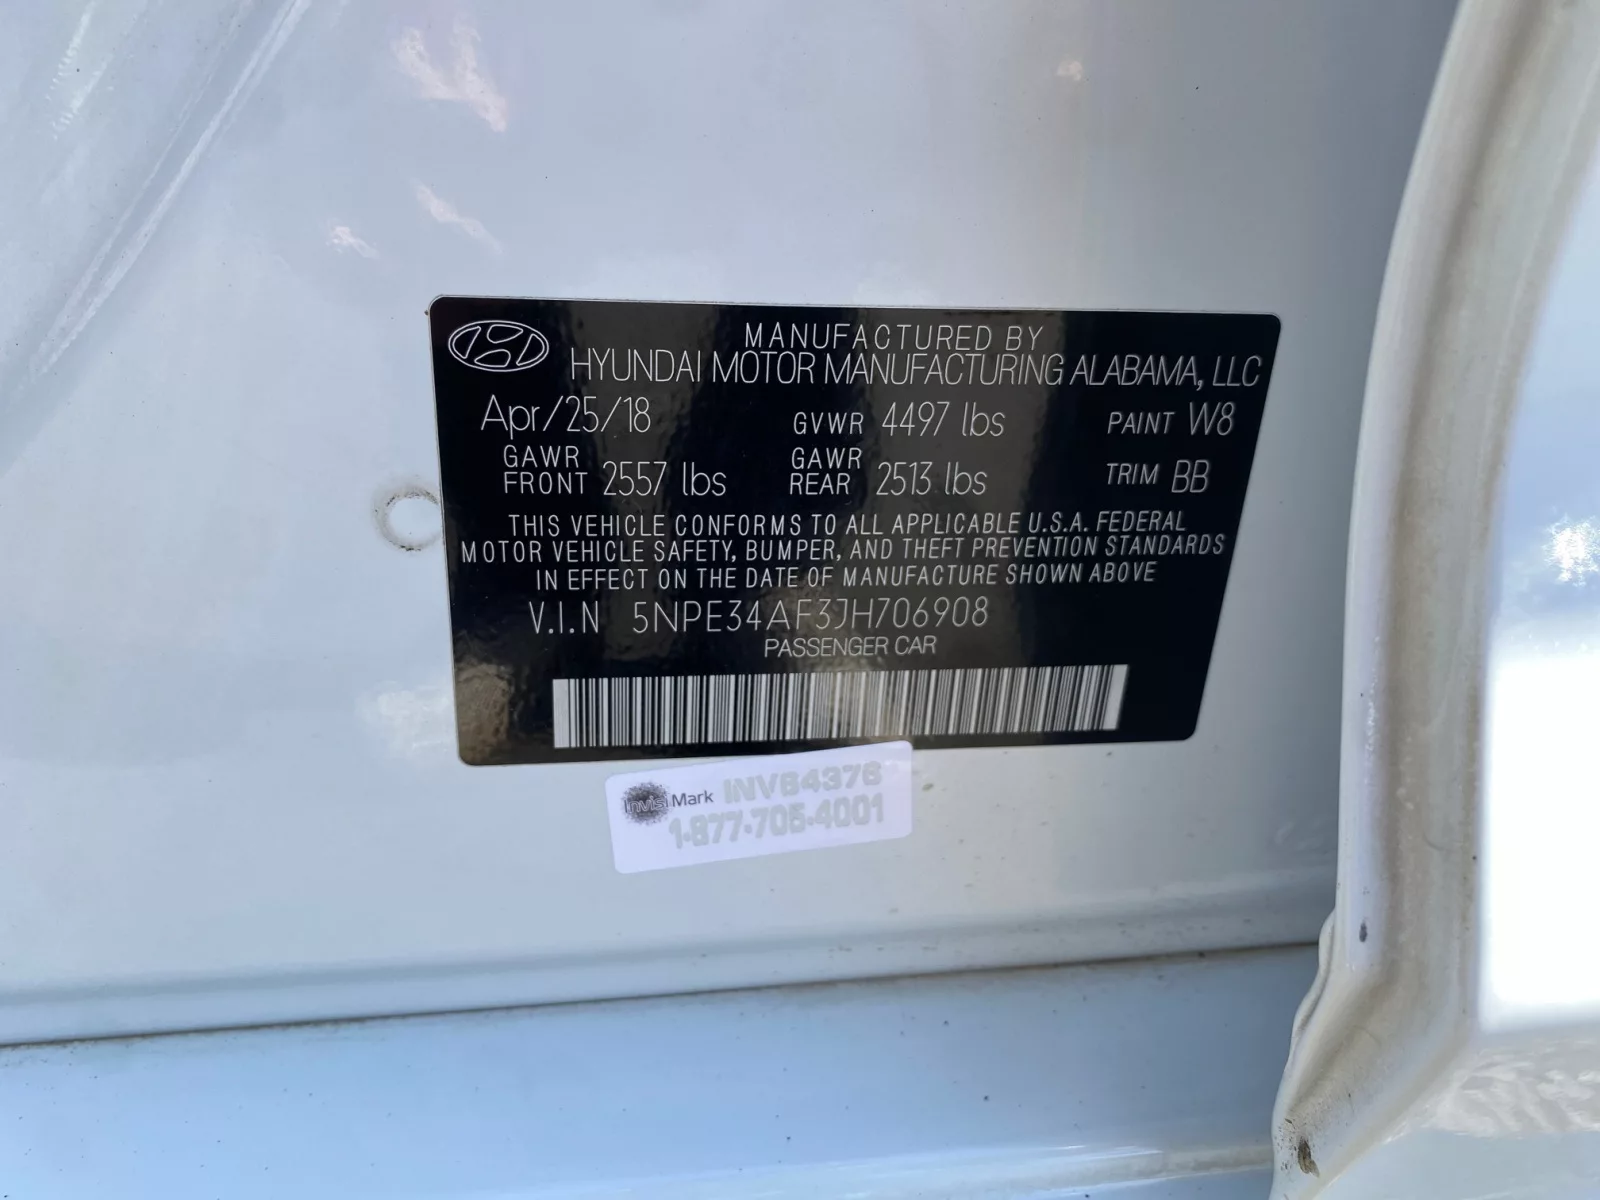 MANUFACTURED BY
HYUNDAI MOTOR MANUFACTURING ALABAMA, LLC
Apr/25/18 GVWR 4497 lbs PAINT W8
GAWR FRONT 2557 lbs GAWR REAR 2513 lbs TRIM BB
THIS VEHICLE CONFORMS TO ALL APPLICABLE U.S.A. FEDERAL
MOTOR VEHICLE SAFETY, BUMPER, AND THEFT PREVENTION STANDARDS
IN EFFECT ON THE DATE OF MANUFACTURE SHOWN ABOVE
V.I.N 5NPE34AF3JH706908
PASSENGER CAR
InvisiMark INV64376
1-877-705-4001